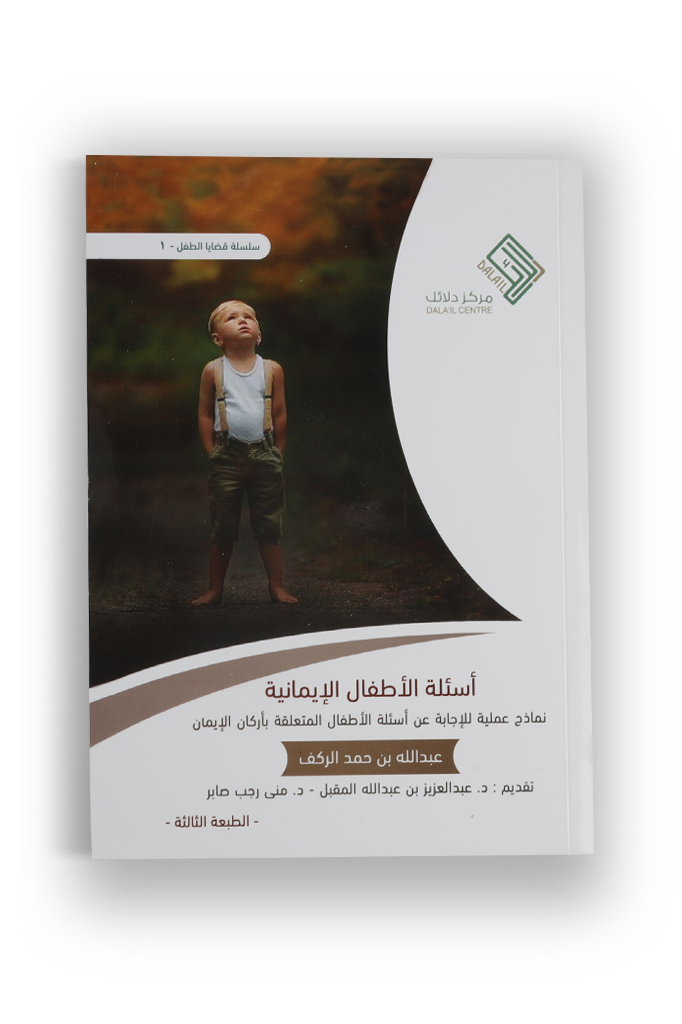 سلسلة قضايا الطفل - ١
DALAIL
مركز دلائل
DALA'IL CENTRE
أسئلة الأطفال الإيمانية
نماذج عملية للإجابة عن أسئلة الأطفال المتعلقة بأركان الإيمان
عبدالله بن حمد الركف
تقديم : د. عبدالعزيز بن عبدالله المقبل - د. منى رجب صابر
- الطبعة الثالثة -